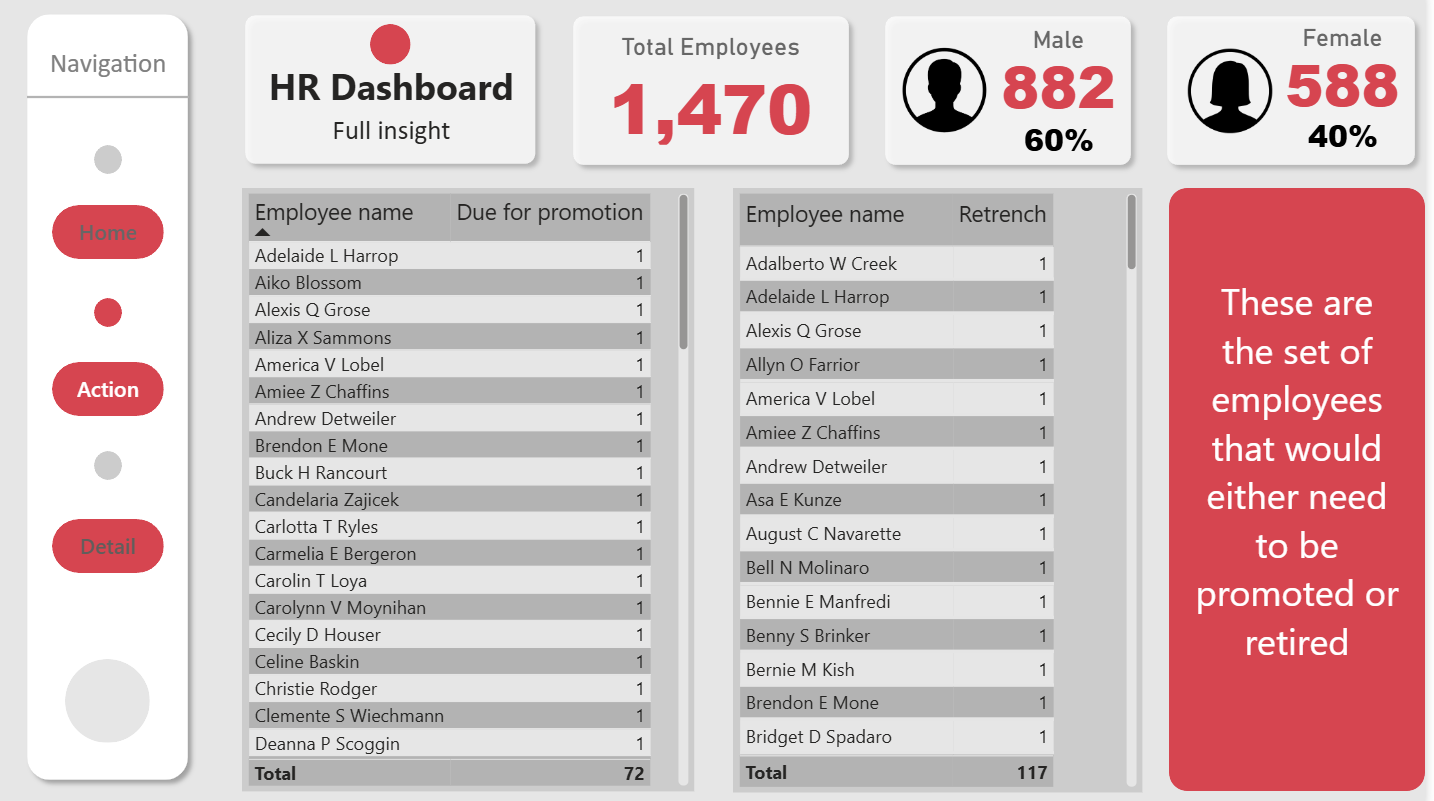 Navigation
Home
Action
Detail
HR Dashboard
Full insight
Total Employees
1,470
Male
882
60%
Female
588
40%
Employee name Due for promotion
Adelaide L Harrop 1
Aiko Blossom 1
Alexis Q Grose 1
Aliza X Sammons 1
America V Lobel 1
Amiee Z Chaffins 1
Andrew Detweiler 1
Brendon E Mone 1
Buck H Rancourt 1
Candelaria Zajicek 1
Carlotta T Ryles 1
Carmelia E Bergeron 1
Carolin T Loya 1
Carolynn V Moynihan 1
Cecily D Houser 1
Celine Baskin 1
Christie Rodger 1
Clemente S Wiechmann 1
Deanna P Scoggin 1
Total 72
Employee name Retrench
Adalberto W Creek 1
Adelaide L Harrop 1
Alexis Q Grose 1
Allyn O Farrior 1
America V Lobel 1
Amiee Z Chaffins 1
Andrew Detweiler 1
Asa E Kunze 1
August C Navarette 1
Bell N Molinaro 1
Bennie E Manfredi 1
Benny S Brinker 1
Bernie M Kish 1
Brendon E Mone 1
Bridget D Spadaro 1
Total 117
These are
the set of
employees
that would
either need
to be
promoted or
retired